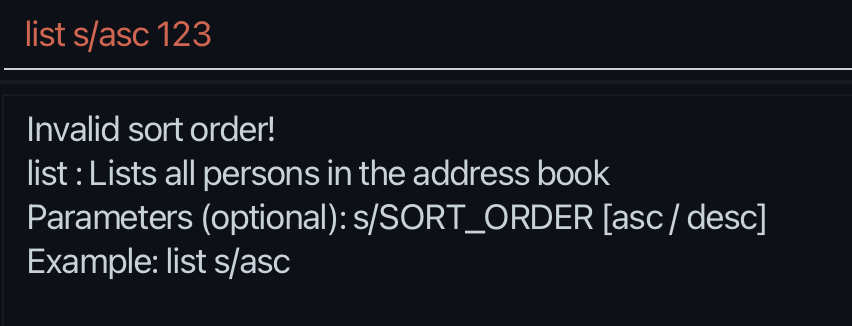 list s/asc 123
Invalid sort order!
list : Lists all persons in the address book
Parameters (optional): s/SORT_ORDER [asc / desc]
Example: list s/asc